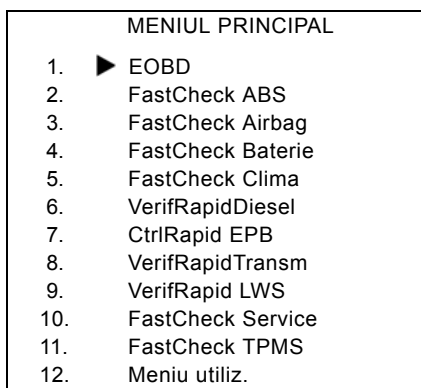 MENIUL PRINCIPAL
1. ▶ EOBD
2. FastCheck ABS
3. FastCheck Airbag
4. FastCheck Baterie
5. FastCheck Clima
6. VerifRapidDiesel
7. CtrlRapid EPB
8. VerifRapidTransm
9. VerifRapid LWS
10. FastCheck Service
11. FastCheck TPMS
12. Meniu utiliz.